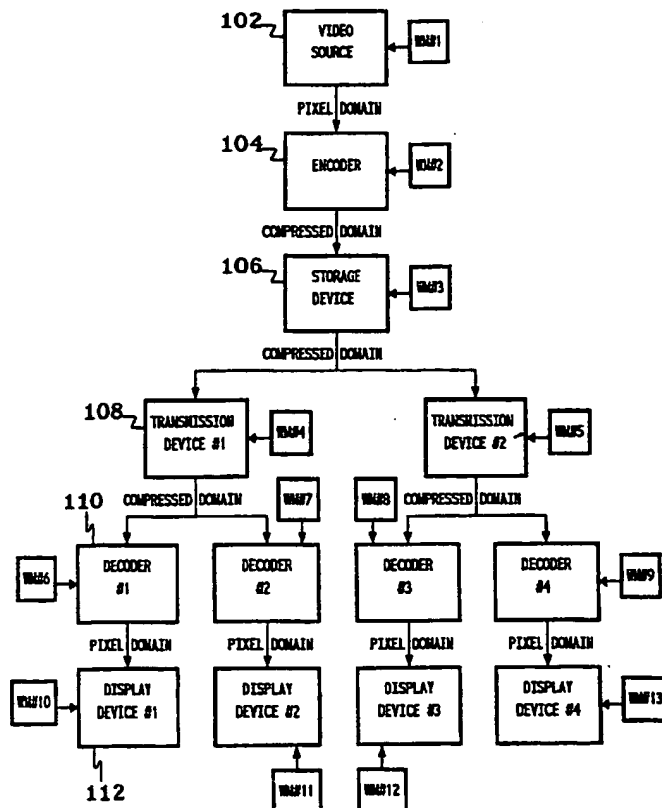 102
VIDEO
SOURCE
WM#1
PIXEL DOMAIN
104
ENCODER
WM#2
COMPRESSED DOMAIN
106
STORAGE
DEVICE
WM#3
COMPRESSED DOMAIN
108
TRANSMISSION
DEVICE #1
WM#4
TRANSMISSION
DEVICE #2
WM#5
COMPRESSED DOMAIN
WM#7
WM#8
COMPRESSED DOMAIN
110
WM#6
DECODER
#1
DECODER
#2
DECODER
#3
DECODER
#4
WM#9
PIXEL DOMAIN
PIXEL DOMAIN
PIXEL DOMAIN
PIXEL DOMAIN
WM#10
DISPLAY
DEVICE #1
DISPLAY
DEVICE #2
DISPLAY
DEVICE #3
DISPLAY
DEVICE #4
WM#13
112
WM#11
WM#12